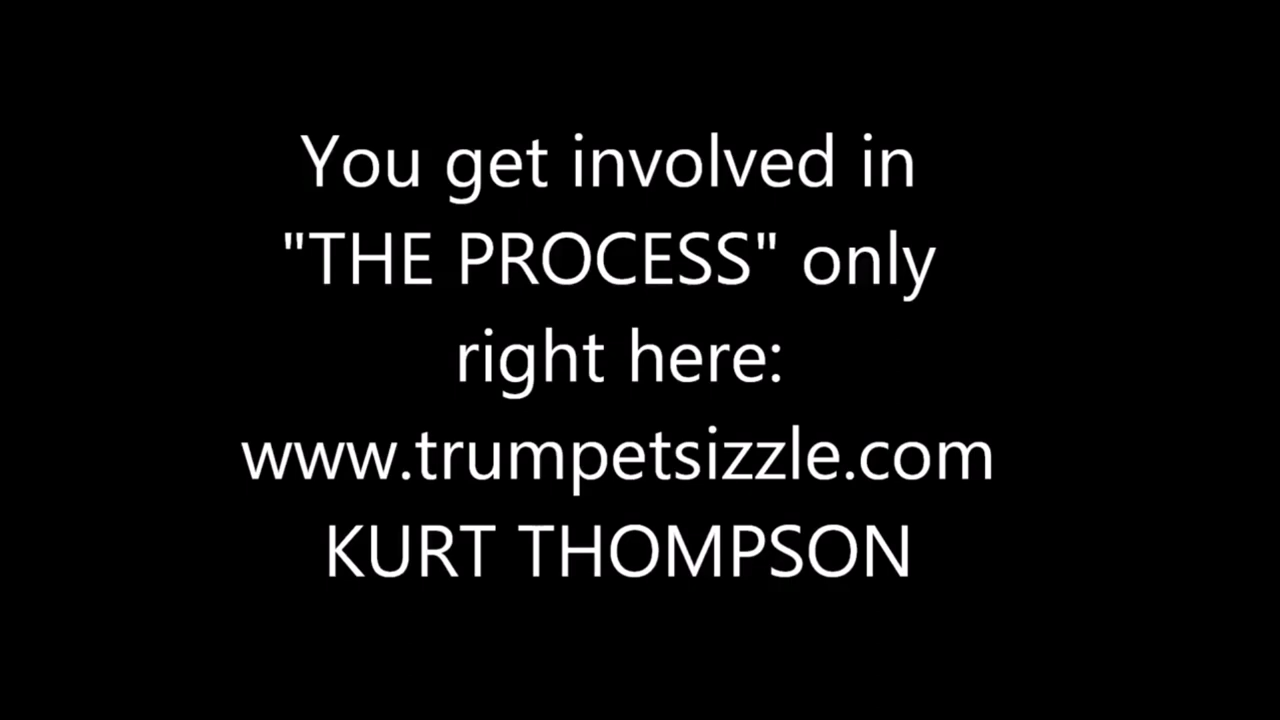 You get involved in
"THE PROCESS" only
right here:
www.trumpetsizzle.com
KURT THOMPSON